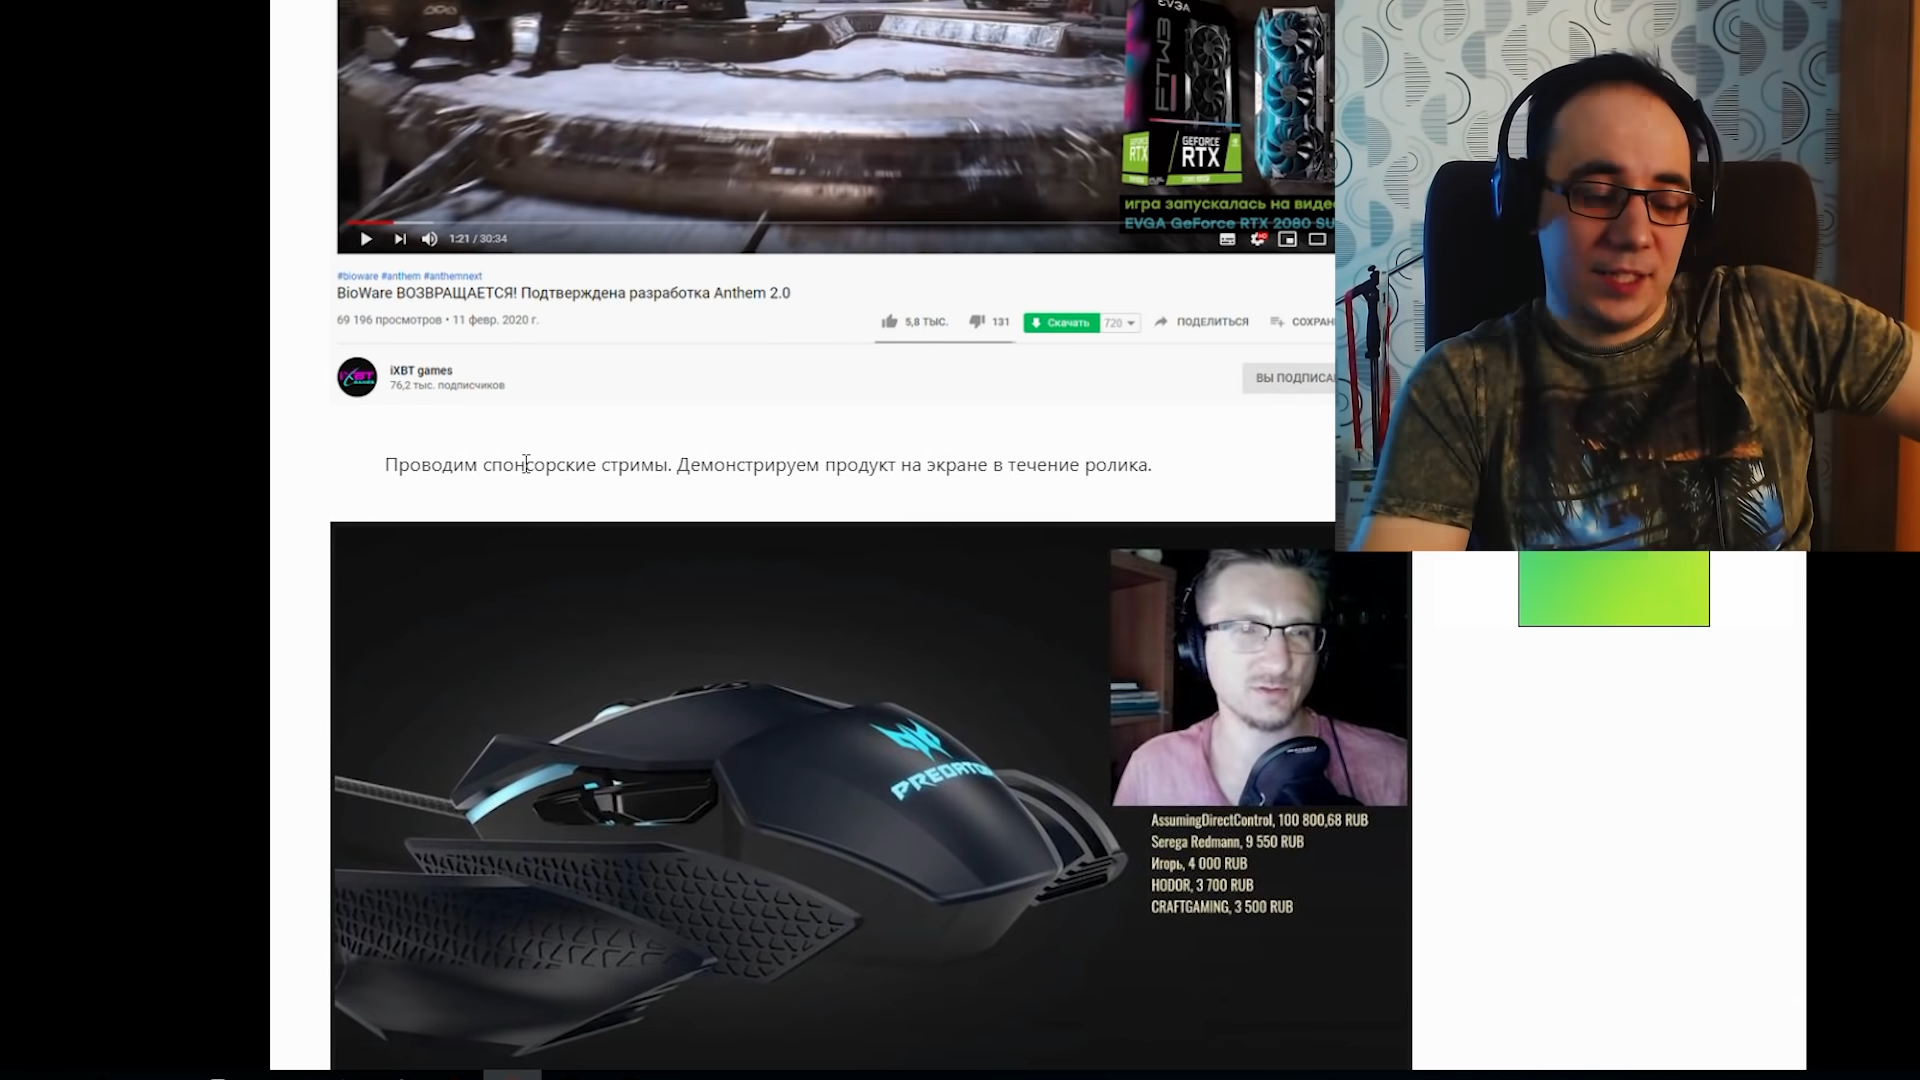 EVGA
FTW3
GEFORCE
RTX
GEFORCE
RTX
игра запускалась на виде
EVGA GeForce RTX 2080 SU
1:21 / 30:34
#bioware #anthem #anthemnext
BioWare ВОЗВРАЩАЕТСЯ! Подтверждена разработка Anthem 2.0
69 196 просмотров • 11 февр. 2020 г.
5,8 ТЫС.
131
Скачать
720
ПОДЕЛИТЬСЯ
СОХРАН
iXBT games
76,2 тыс. подписчиков
ВЫ ПОДПИСА
Проводим спонсорские стримы. Демонстрируем продукт на экране в течение ролика.
PREDATOR
AssumingDirectControl, 100 800,68 RUB
Serega Redmann, 9 550 RUB
Игорь, 4 000 RUB
HODOR, 3 700 RUB
CRAFTGAMING, 3 500 RUB